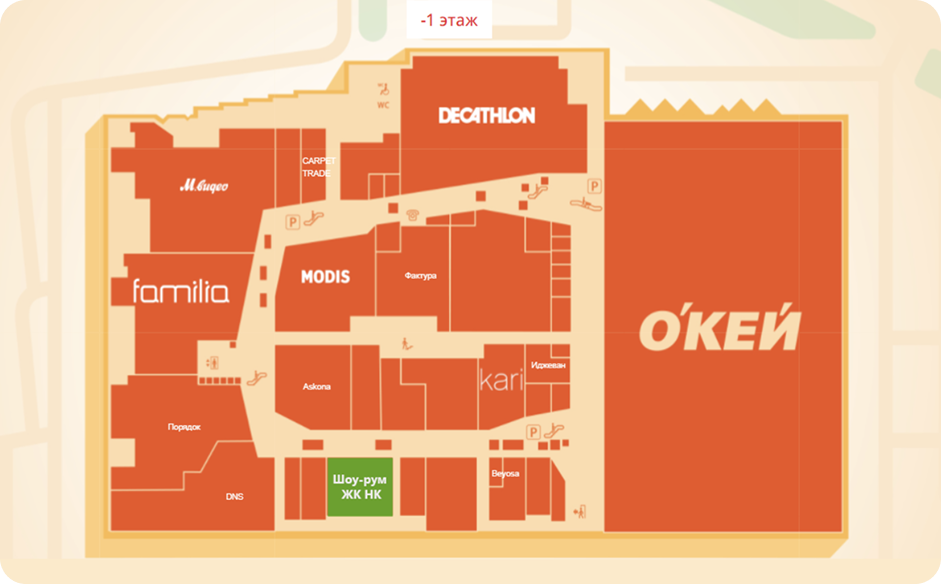 -1 этаж
WC
DECATHLON
CARPET
TRADE
М.видео
P
P
MODIS
Фактура
familia
О'КЕЙ
Askona
kari
Иджеван
Порядок
P
DNS
Шоу-рум
ЖК НК
Beyosa